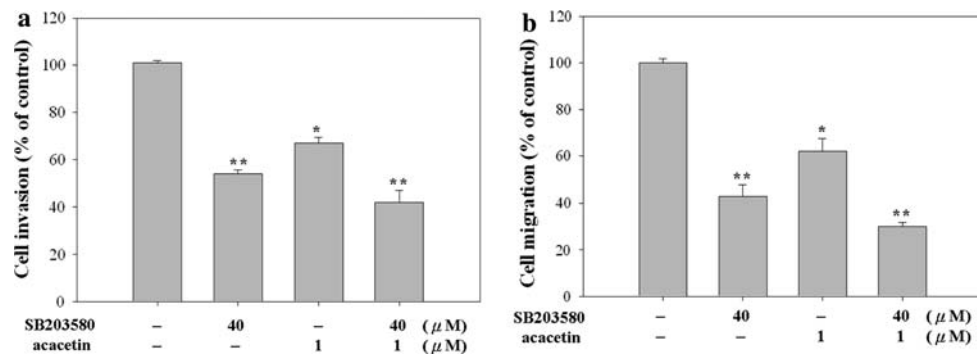 a
Cell invasion (% of control)
120
100
80
60
40
20
0
**
*
**
SB203580 – 40 – 40 (μM)
acacetin – – 1 1 (μM)
b
Cell migration (% of control)
120
100
80
60
40
20
0
**
*
**
SB203580 – 40 – 40 (μM)
acacetin – – 1 1 (μM)